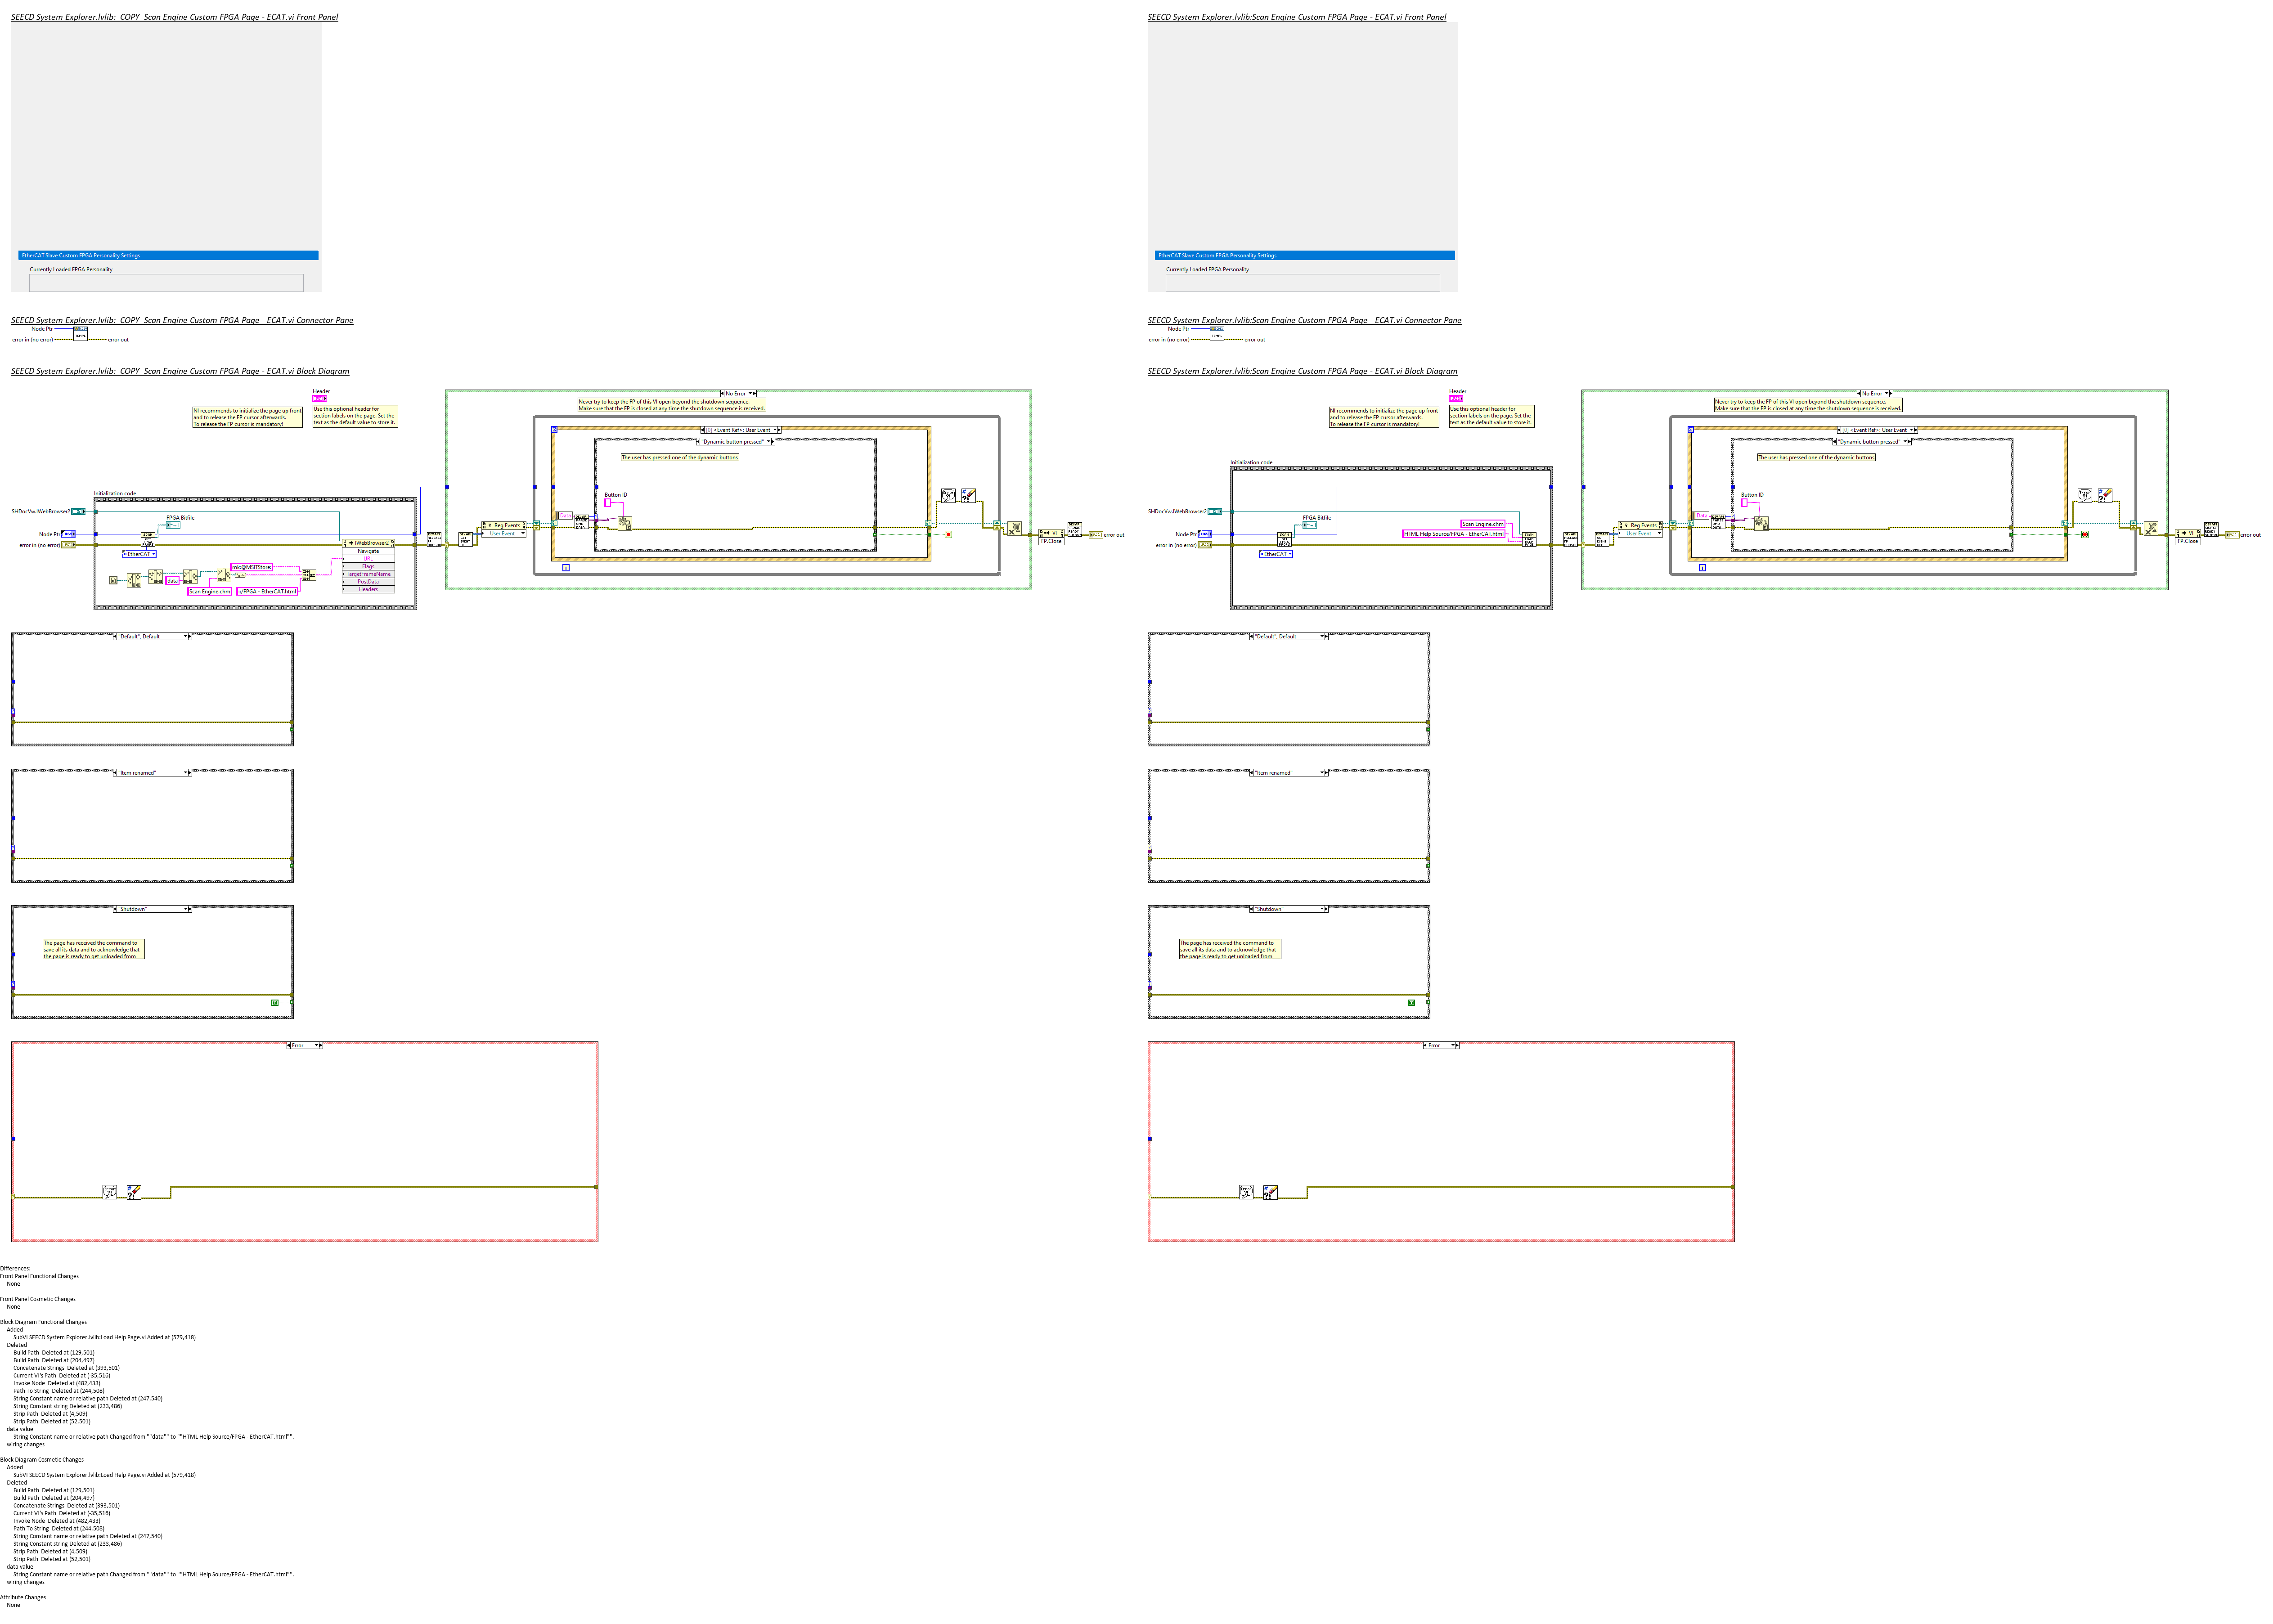 SEECD System Explorer.lvlib:  COPY  Scan Engine Custom FPGA Page - ECAT.vi Front Panel
EtherCAT Slave Custom FPGA Personality Settings
Currently Loaded FPGA Personality
SEECD System Explorer.lvlib:  COPY  Scan Engine Custom FPGA Page - ECAT.vi Connector Pane
Node Ptr
error in (no error)
error out
SEECD System Explorer.lvlib:  COPY  Scan Engine Custom FPGA Page - ECAT.vi Block Diagram
Header
NI recommends to initialize the page up front
and to release the FP cursor afterwards.
To release the FP cursor is mandatory!
Use this optional header for
section labels on the page. Set the
text as the default value to store it.
No Error
Never try to keep the FP of this VI open beyond the shutdown sequence.
Make sure that the FP is closed at any time the shutdown sequence is received.
[0] <Event Ref>: User Event
"Dynamic button pressed"
The user has pressed one of the dynamic buttons
Initialization code
SHDocVw.IWebBrowser2
FPGA Bitfile
Node Ptr
error in (no error)
EtherCAT
IWebBrowser2
Navigate
URL
Flags
TargetFrameName
PostData
Headers
mk:@MSITStore:
data
Scan Engine.chm
::/FPGA - EtherCAT.html
Reg Events
User Event
Button ID
Data
VI
FP.Close
error out
"Default", Default
"Item renamed"
"Shutdown"
The page has received the command to
save all its data and to acknowledge that
the page is ready to get unloaded from
Error
SEECD System Explorer.lvlib:Scan Engine Custom FPGA Page - ECAT.vi Front Panel
EtherCAT Slave Custom FPGA Personality Settings
Currently Loaded FPGA Personality
SEECD System Explorer.lvlib:Scan Engine Custom FPGA Page - ECAT.vi Connector Pane
Node Ptr
error in (no error)
error out
SEECD System Explorer.lvlib:Scan Engine Custom FPGA Page - ECAT.vi Block Diagram
Header
NI recommends to initialize the page up front
and to release the FP cursor afterwards.
To release the FP cursor is mandatory!
Use this optional header for
section labels on the page. Set the
text as the default value to store it.
No Error
Never try to keep the FP of this VI open beyond the shutdown sequence.
Make sure that the FP is closed at any time the shutdown sequence is received.
[0] <Event Ref>: User Event
"Dynamic button pressed"
The user has pressed one of the dynamic buttons
Initialization code
SHDocVw.IWebBrowser2
FPGA Bitfile
Node Ptr
error in (no error)
EtherCAT
Scan Engine.chm
HTML Help Source/FPGA - EtherCAT.html
Reg Events
User Event
Button ID
Data
VI
FP.Close
error out
"Default", Default
"Item renamed"
"Shutdown"
The page has received the command to
save all its data and to acknowledge that
the page is ready to get unloaded from
Error
Differences:
Front Panel Functional Changes
None
Front Panel Cosmetic Changes
None
Block Diagram Functional Changes
Added
SubVI SEECD System Explorer.lvlib:Load Help Page.vi Added at (579,418)
Deleted
Build Path  Deleted at (129,501)
Build Path  Deleted at (204,497)
Concatenate Strings  Deleted at (393,501)
Current VI's Path  Deleted at (-35,516)
Invoke Node  Deleted at (482,433)
Path To String  Deleted at (244,508)
String Constant name or relative path Deleted at (247,540)
String Constant string Deleted at (233,486)
Strip Path  Deleted at (4,509)
Strip Path  Deleted at (52,501)
data value
String Constant name or relative path Changed from ""data"" to ""HTML Help Source/FPGA - EtherCAT.html"".
wiring changes
Block Diagram Cosmetic Changes
Added
SubVI SEECD System Explorer.lvlib:Load Help Page.vi Added at (579,418)
Deleted
Build Path  Deleted at (129,501)
Build Path  Deleted at (204,497)
Concatenate Strings  Deleted at (393,501)
Current VI's Path  Deleted at (-35,516)
Invoke Node  Deleted at (482,433)
Path To String  Deleted at (244,508)
String Constant name or relative path Deleted at (247,540)
String Constant string Deleted at (233,486)
Strip Path  Deleted at (4,509)
Strip Path  Deleted at (52,501)
data value
String Constant name or relative path Changed from ""data"" to ""HTML Help Source/FPGA - EtherCAT.html"".
wiring changes
Attribute Changes
None